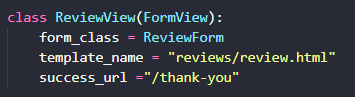 class ReviewView(FormView):
    form_class = ReviewForm
    template_name = "reviews/review.html"
    success_url ="/thank-you"